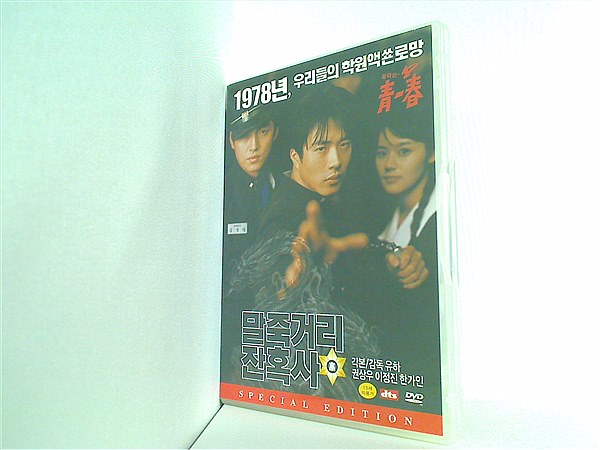 1978년, 우리들의 학원액쑌로망
青春
말죽거리
잔혹사
각본/감독 유하
권상우 이정진 한가인
dts
DVD
SPECIAL EDITION